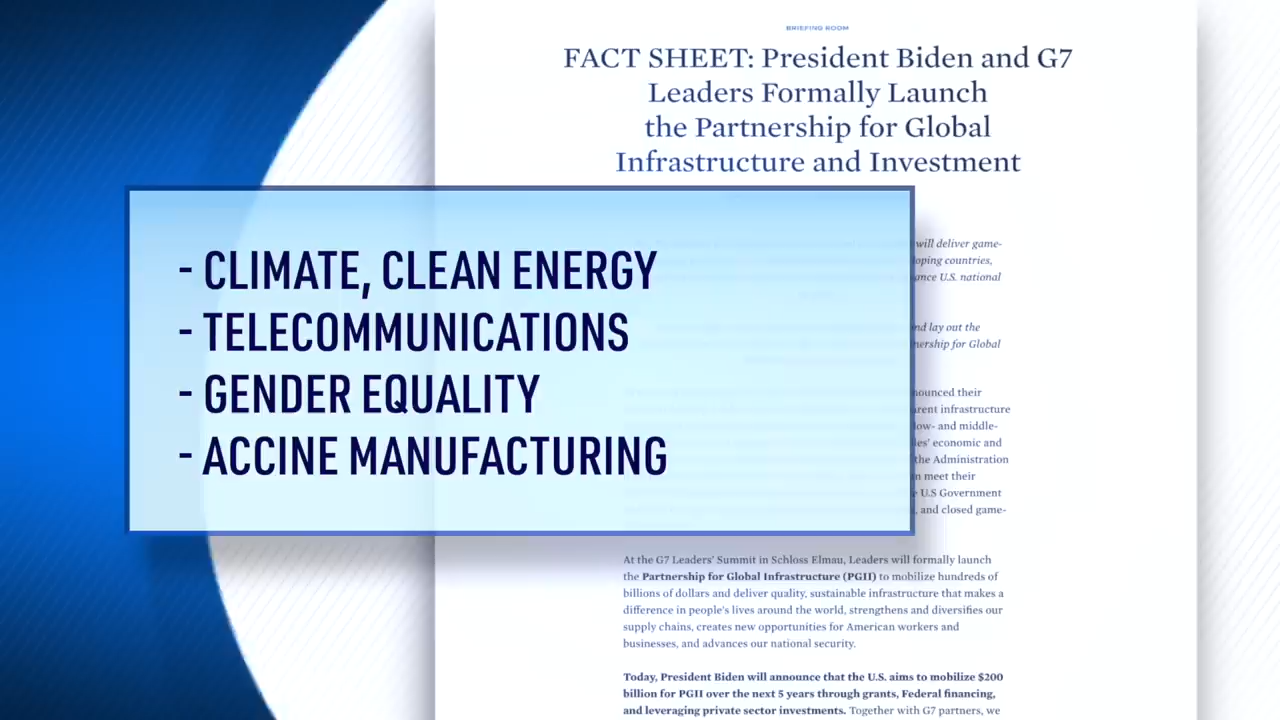 BRIEFING ROOM
FACT SHEET: President Biden and G7
Leaders Formally Launch
the Partnership for Global
Infrastructure and Investment
- CLIMATE, CLEAN ENERGY
- TELECOMMUNICATIONS
- GENDER EQUALITY
- ACCINE MANUFACTURING
will deliver game-
loping countries,
ance U.S. national
nd lay out the
nership for Global
nounced their
arent infrastructure
low- and middle-
ies' economic and
the Administration
n meet their
e U.S Government
, and closed game-
At the G7 Leaders' Summit in Schloss Elmau, Leaders will formally launch
the Partnership for Global Infrastructure (PGII) to mobilize hundreds of
billions of dollars and deliver quality, sustainable infrastructure that makes a
difference in people's lives around the world, strengthens and diversifies our
supply chains, creates new opportunities for American workers and
businesses, and advances our national security.
Today, President Biden will announce that the U.S. aims to mobilize $200
billion for PGII over the next 5 years through grants, Federal financing,
and leveraging private sector investments. Together with G7 partners, we